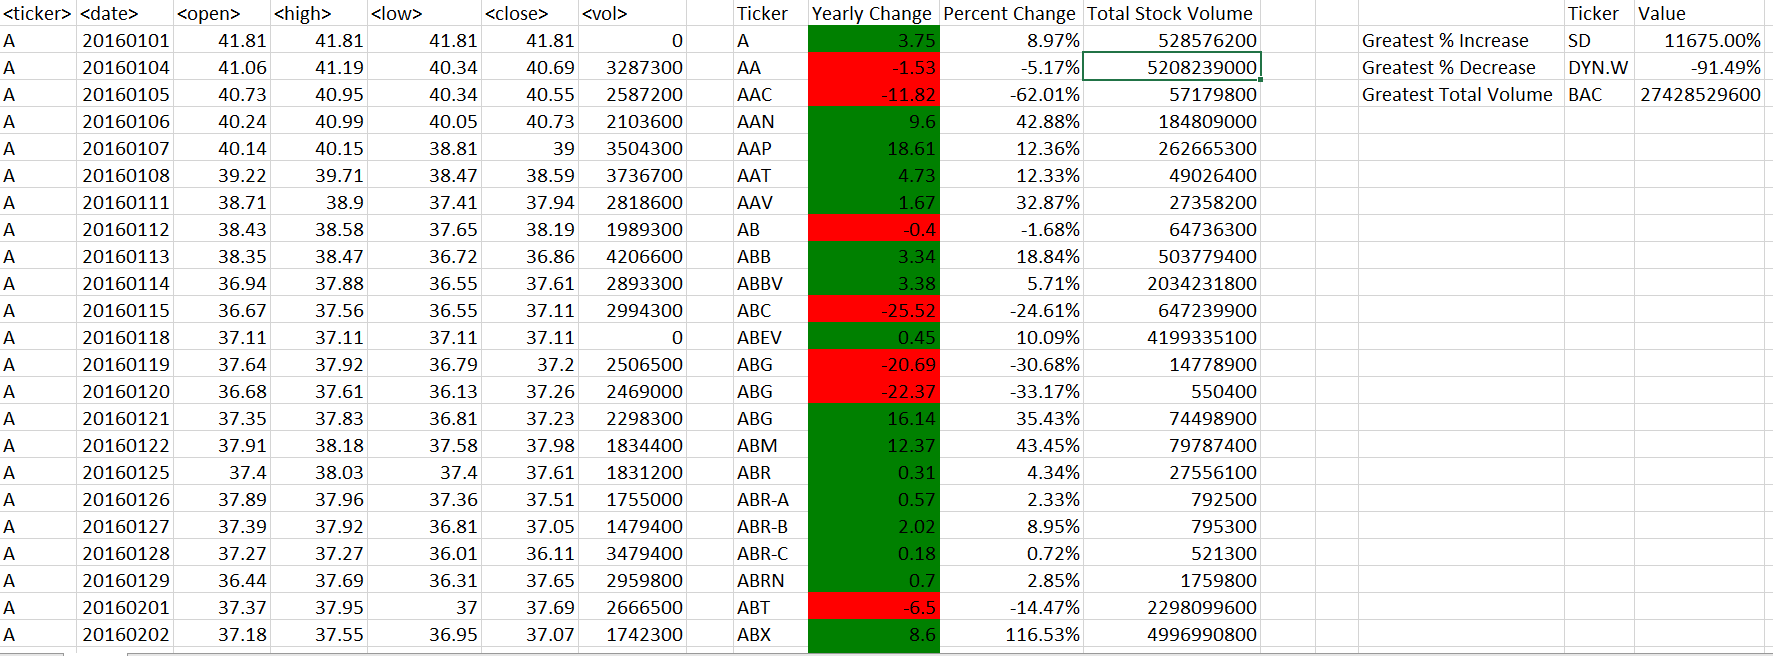 <ticker> <date> <open> <high> <low> <close> <vol> Ticker Yearly Change Percent Change Total Stock Volume Ticker Value
A 20160101 41.81 41.81 41.81 41.81 0 A 3.75 8.97% 528576200 Greatest % Increase SD 11675.00%
A 20160104 41.06 41.19 40.34 40.69 3287300 AA -1.53 -5.17% 5208239000 Greatest % Decrease DYN.W -91.49%
A 20160105 40.73 40.95 40.34 40.55 2587200 AAC -11.82 -62.01% 57179800 Greatest Total Volume BAC 27428529600
A 20160106 40.24 40.99 40.05 40.73 2103600 AAN 9.6 42.88% 184809000
A 20160107 40.14 40.15 38.81 39 3504300 AAP 18.61 12.36% 262665300
A 20160108 39.22 39.71 38.47 38.59 3736700 AAT 4.73 12.33% 49026400
A 20160111 38.71 38.9 37.41 37.94 2818600 AAV 1.67 32.87% 27358200
A 20160112 38.43 38.58 37.65 38.19 1989300 AB -0.4 -1.68% 64736300
A 20160113 38.35 38.47 36.72 36.86 4206600 ABB 3.34 18.84% 503779400
A 20160114 36.94 37.88 36.55 37.61 2893300 ABBV 3.38 5.71% 2034231800
A 20160115 36.67 37.56 36.55 37.11 2994300 ABC -25.52 -24.61% 647239900
A 20160118 37.11 37.11 37.11 37.11 0 ABEV 0.45 10.09% 4199335100
A 20160119 37.64 37.92 36.79 37.2 2506500 ABG -20.69 -30.68% 14778900
A 20160120 36.68 37.61 36.13 37.26 2469000 ABG -22.37 -33.17% 550400
A 20160121 37.35 37.83 36.81 37.23 2298300 ABG 16.14 35.43% 74498900
A 20160122 37.91 38.18 37.58 37.98 1834400 ABM 12.37 43.45% 79787400
A 20160125 37.4 38.03 37.4 37.61 1831200 ABR 0.31 4.34% 27556100
A 20160126 37.89 37.96 37.36 37.51 1755000 ABR-A 0.57 2.33% 792500
A 20160127 37.39 37.92 36.81 37.05 1479400 ABR-B 2.02 8.95% 795300
A 20160128 37.27 37.27 36.01 36.11 3479400 ABR-C 0.18 0.72% 521300
A 20160129 36.44 37.69 36.31 37.65 2959800 ABRN 0.7 2.85% 1759800
A 20160201 37.37 37.95 37 37.69 2666500 ABT -6.5 -14.47% 2298099600
A 20160202 37.18 37.55 36.95 37.07 1742300 ABX 8.6 116.53% 4996990800